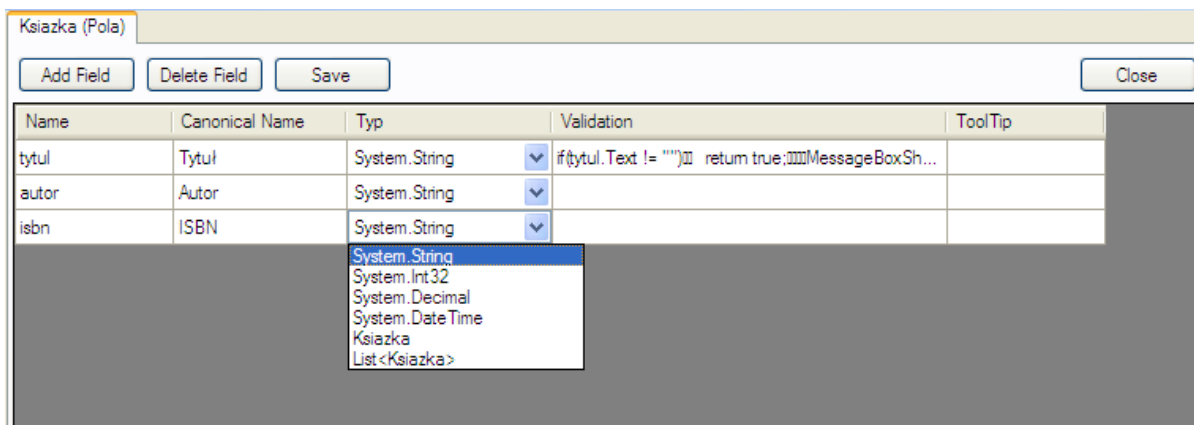 Ksiazka (Pola)
Add Field Delete Field Save Close
Name Canonical Name Typ Validation ToolTip
tytul Tytuł System.String if(tytul.Text != "")▯▯ return true;▯▯▯▯MessageBoxSh...
autor Autor System.String
isbn ISBN System.String
System.String
System.Int32
System.Decimal
System.DateTime
Ksiazka
List<Ksiazka>